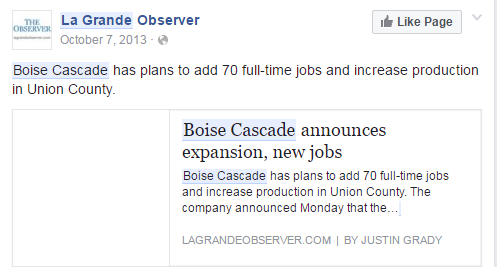 THE
OBSERVER
lagrandeobserver.com
La Grande Observer
October 7, 2013 ·
Like Page
Boise Cascade has plans to add 70 full-time jobs and increase production
in Union County.
Boise Cascade announces
expansion, new jobs
Boise Cascade has plans to add 70 full-time jobs
and increase production in Union County. The
company announced Monday that the...
LAGRANDEOBSERVER.COM | BY JUSTIN GRADY